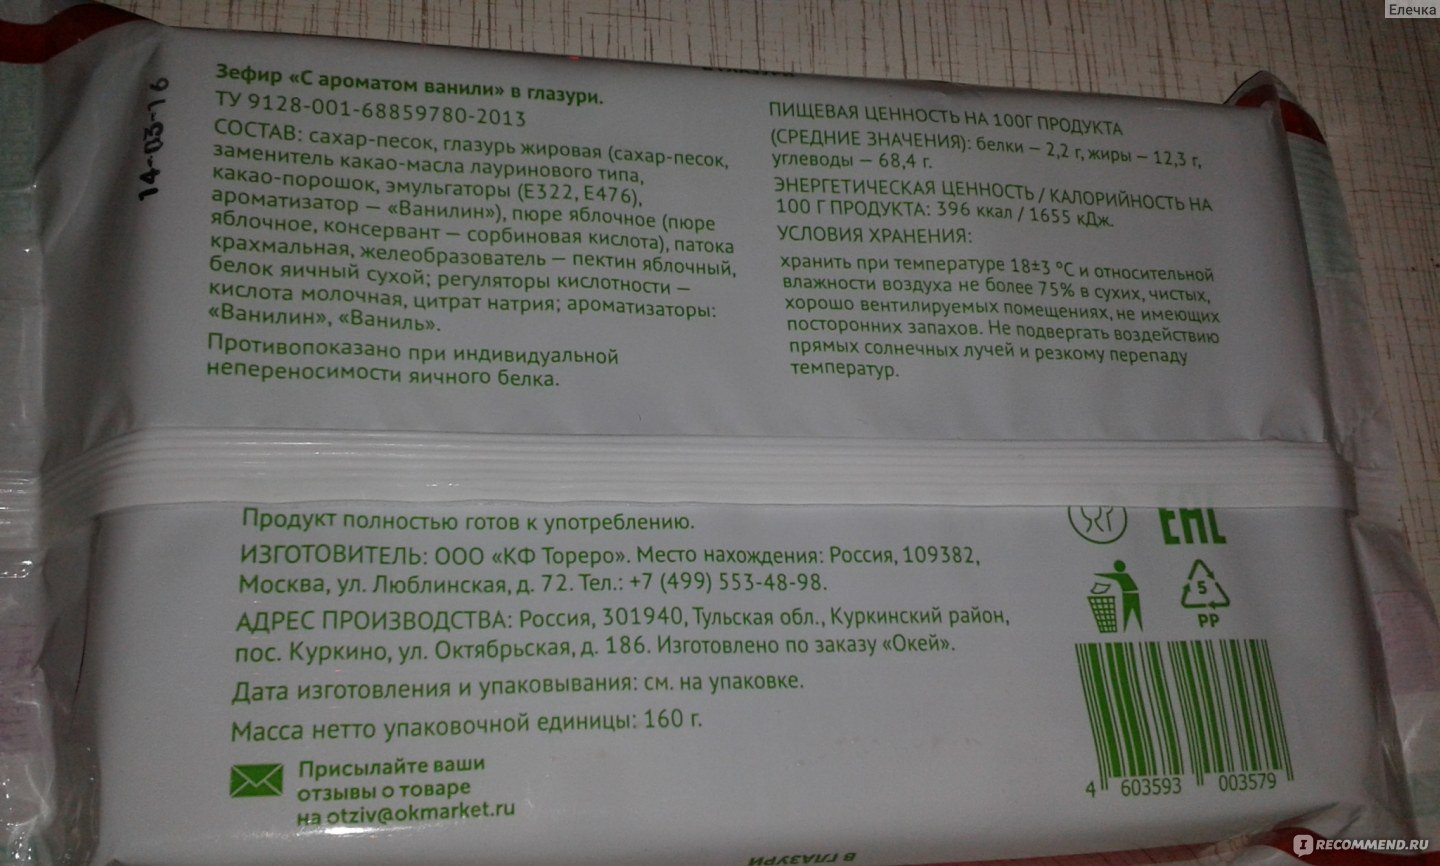 Елечка
14-03-16
Зефир «С ароматом ванили» в глазури.
ТУ 9128-001-68859780-2013
СОСТАВ: сахар-песок, глазурь жировая (сахар-песок,
заменитель какао-масла лауринового типа,
какао-порошок, эмульгаторы (Е322, Е476),
ароматизатор – «Ванилин»), пюре яблочное (пюре
яблочное, консервант – сорбиновая кислота), патока
крахмальная, желеобразователь – пектин яблочный,
белок яичный сухой; регуляторы кислотности –
кислота молочная, цитрат натрия; ароматизаторы:
«Ванилин», «Ваниль».
Противопоказано при индивидуальной
непереносимости яичного белка.
ПИЩЕВАЯ ЦЕННОСТЬ НА 100Г ПРОДУКТА
(СРЕДНИЕ ЗНАЧЕНИЯ): белки – 2,2 г, жиры – 12,3 г,
углеводы – 68,4 г.
ЭНЕРГЕТИЧЕСКАЯ ЦЕННОСТЬ / КАЛОРИЙНОСТЬ НА
100 Г ПРОДУКТА: 396 ккал / 1655 кДж.
УСЛОВИЯ ХРАНЕНИЯ:
хранить при температуре 18±3 °С и относительной
влажности воздуха не более 75% в сухих, чистых,
хорошо вентилируемых помещениях, не имеющих
посторонних запахов. Не подвергать воздействию
прямых солнечных лучей и резкому перепаду
температур.
Продукт полностью готов к употреблению.
ИЗГОТОВИТЕЛЬ: ООО «КФ Тореро». Место нахождения: Россия, 109382,
Москва, ул. Люблинская, д. 72. Тел.: +7 (499) 553-48-98.
АДРЕС ПРОИЗВОДСТВА: Россия, 301940, Тульская обл., Куркинский район,
пос. Куркино, ул. Октябрьская, д. 186. Изготовлено по заказу «Окей».
Дата изготовления и упаковывания: см. на упаковке.
Масса нетто упаковочной единицы: 160 г.
Присылайте ваши
отзывы о товаре
на otziv@okmarket.ru
EAC
5
PP
4 603593 003579
В ГЛАЗУРИ
RECOMMEND.RU